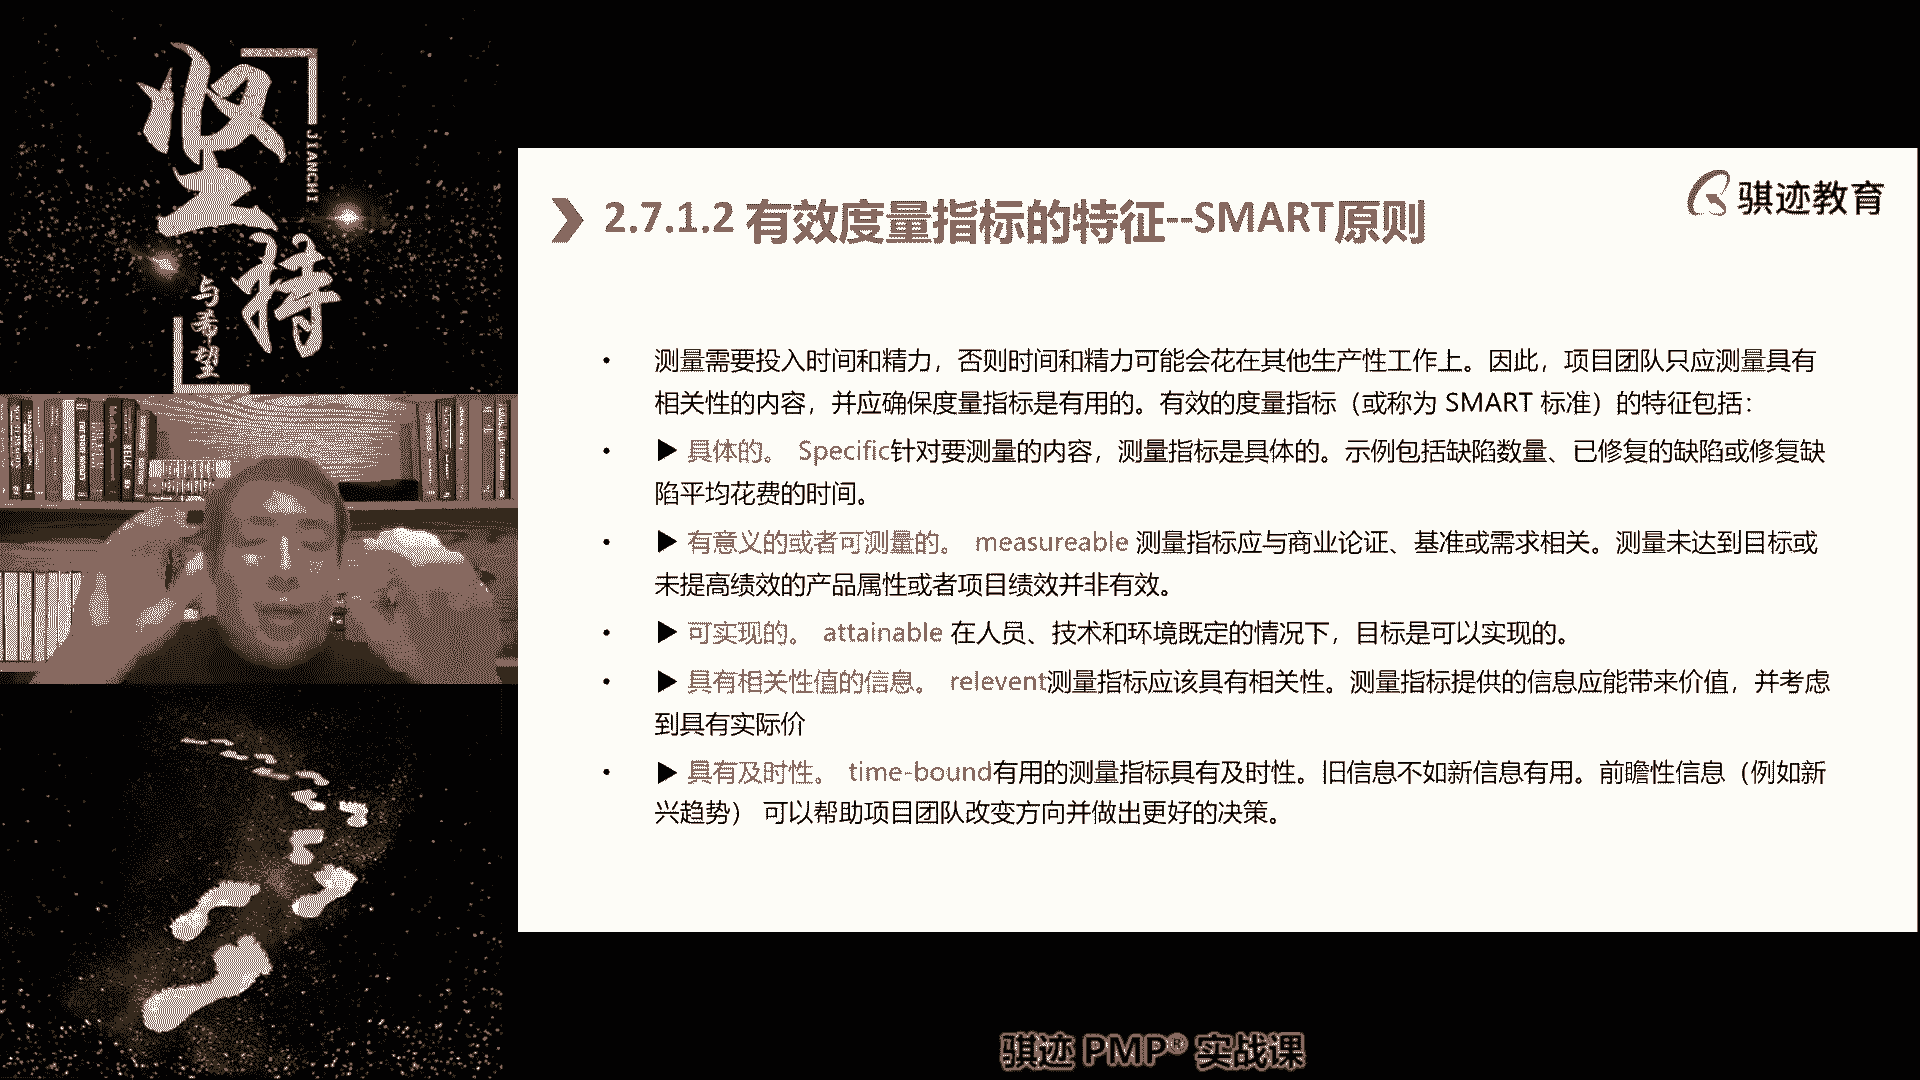 坚
JIANCHI
持
与希望
骐迹教育
2.7.1.2 有效度量指标的特征--SMART原则
• 测量需要投入时间和精力，否则时间和精力可能会花在其他生产性工作上。因此，项目团队只应测量具有
相关性的内容，并应确保度量指标是有用的。有效的度量指标（或称为 SMART 标准）的特征包括：
• ▶ 具体的。 Specific针对要测量的内容，测量指标是具体的。示例包括缺陷数量、已修复的缺陷或修复缺
陷平均花费的时间。
• ▶ 有意义的或者可测量的。 measureable 测量指标应与商业论证、基准或需求相关。测量未达到目标或
未提高绩效的产品属性或者项目绩效并非有效。
• ▶ 可实现的。 attainable 在人员、技术和环境既定的情况下，目标是可以实现的。
• ▶ 具有相关性值的信息。 relevent测量指标应该具有相关性。测量指标提供的信息应能带来价值，并考虑
到具有实际价
• ▶ 具有及时性。 time-bound有用的测量指标具有及时性。旧信息不如新信息有用。前瞻性信息（例如新
兴趋势） 可以帮助项目团队改变方向并做出更好的决策。
骐迹 PMP® 实战课